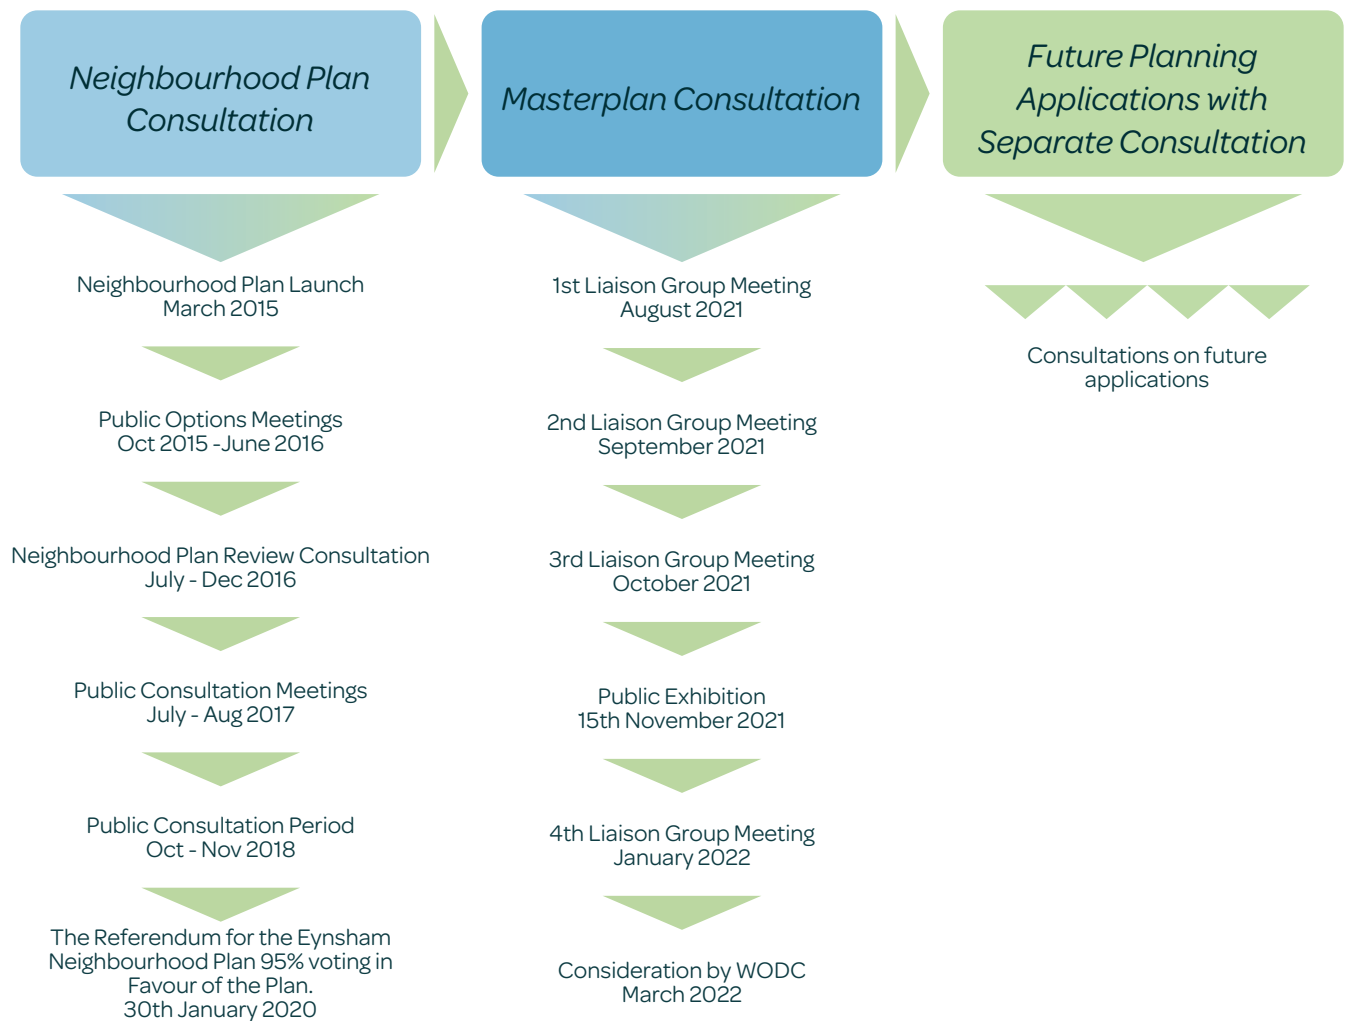 Neighbourhood Plan
Consultation
Masterplan Consultation
Future Planning
Applications with
Separate Consultation
Neighbourhood Plan Launch
March 2015
Public Options Meetings
Oct 2015 -June 2016
Neighbourhood Plan Review Consultation
July - Dec 2016
Public Consultation Meetings
July - Aug 2017
Public Consultation Period
Oct - Nov 2018
The Referendum for the Eynsham
Neighbourhood Plan 95% voting in
Favour of the Plan.
30th January 2020
1st Liaison Group Meeting
August 2021
2nd Liaison Group Meeting
September 2021
3rd Liaison Group Meeting
October 2021
Public Exhibition
15th November 2021
4th Liaison Group Meeting
January 2022
Consideration by WODC
March 2022
Consultations on future
applications